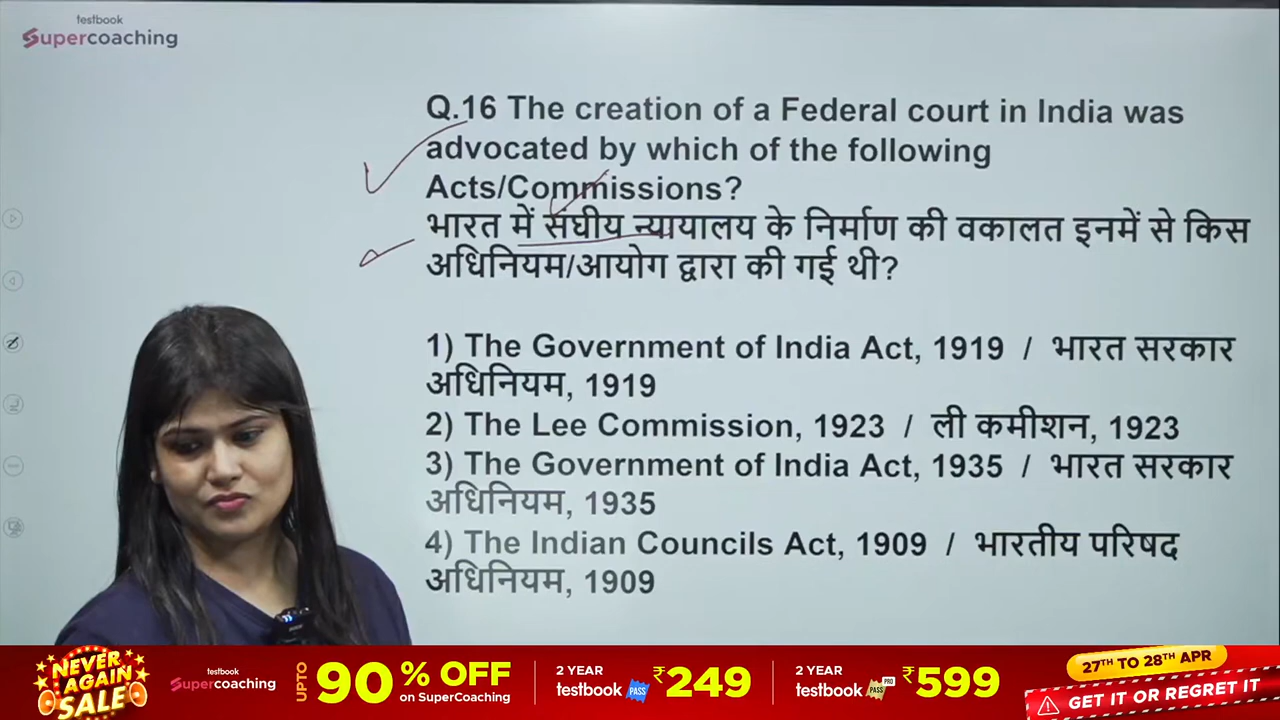 testbook
Supercoaching
Q.16 The creation of a Federal court in India was
advocated by which of the following
Acts/Commissions?
भारत में संघीय न्यायालय के निर्माण की वकालत इनमें से किस
अधिनियम/आयोग द्वारा की गई थी?
1) The Government of India Act, 1919 / भारत सरकार
अधिनियम, 1919
2) The Lee Commission, 1923 / ली कमीशन, 1923
3) The Government of India Act, 1935 / भारत सरकार
अधिनियम, 1935
4) The Indian Councils Act, 1909 / भारतीय परिषद
अधिनियम, 1909
NEVER
AGAIN
SALE
testbook
Supercoaching
UPTO
90% OFF
on SuperCoaching
2 YEAR
testbook PASS
₹249
2 YEAR
testbook PASS PRO
₹599
27TH TO 28TH APR
GET IT OR REGRET IT